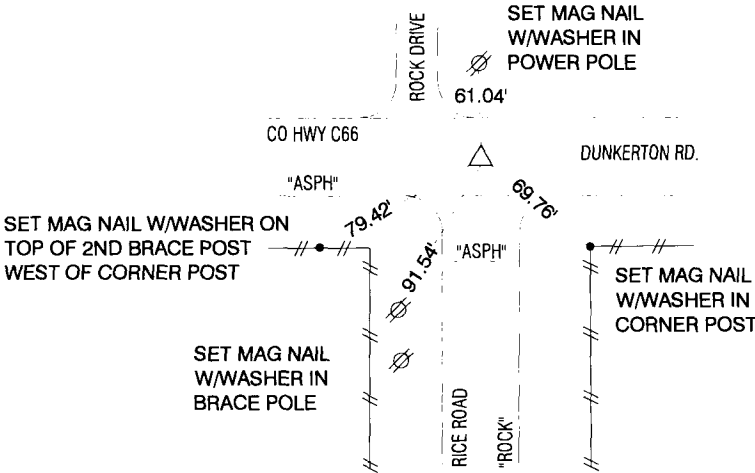 SET MAG NAIL
W/WASHER IN
POWER POLE
ROCK DRIVE
61.04'
CO HWY C66
DUNKERTON RD.
"ASPH"
69.76'
SET MAG NAIL W/WASHER ON
TOP OF 2ND BRACE POST
WEST OF CORNER POST
79.42'
91.54'
"ASPH"
SET MAG NAIL
W/WASHER IN
CORNER POST
SET MAG NAIL
W/WASHER IN
BRACE POLE
RICE ROAD
"ROCK"